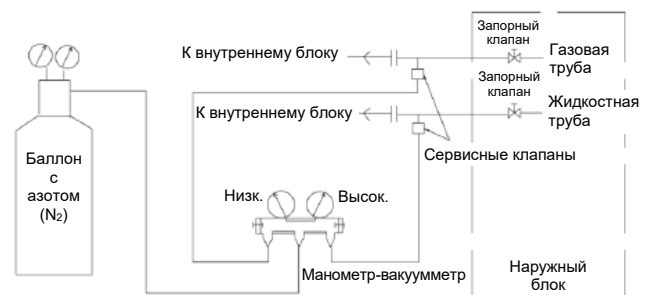 Запорный
клапан
К внутреннему блоку
Газовая
труба
Запорный
клапан
К внутреннему блоку
Жидкостная
труба
Сервисные клапаны
Баллон
с
азотом
(N2)
Низк.
Высок.
Манометр-вакуумметр
Наружный
блок